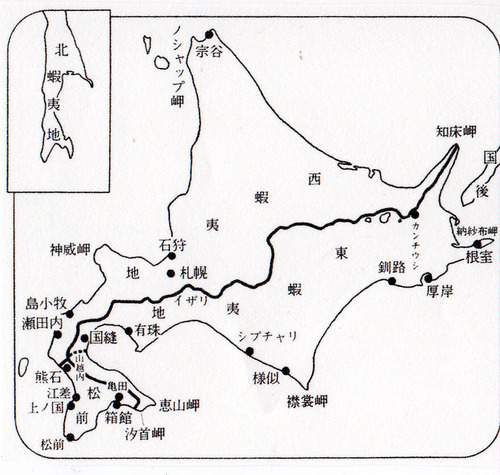 北蝦夷地
ノシャップ岬
宗谷
知床岬
国後
西蝦夷地
納紗布岬
根室
カンチウシ
厚岸
釧路
東蝦夷地
神威岬
石狩
札幌
イザリ
島小牧
瀬田内
国縫
有珠
シブチャリ
様似
襟裳岬
山越内
熊石
江差
上ノ国
松前
松前
亀田
箱館
恵山岬
汐首岬